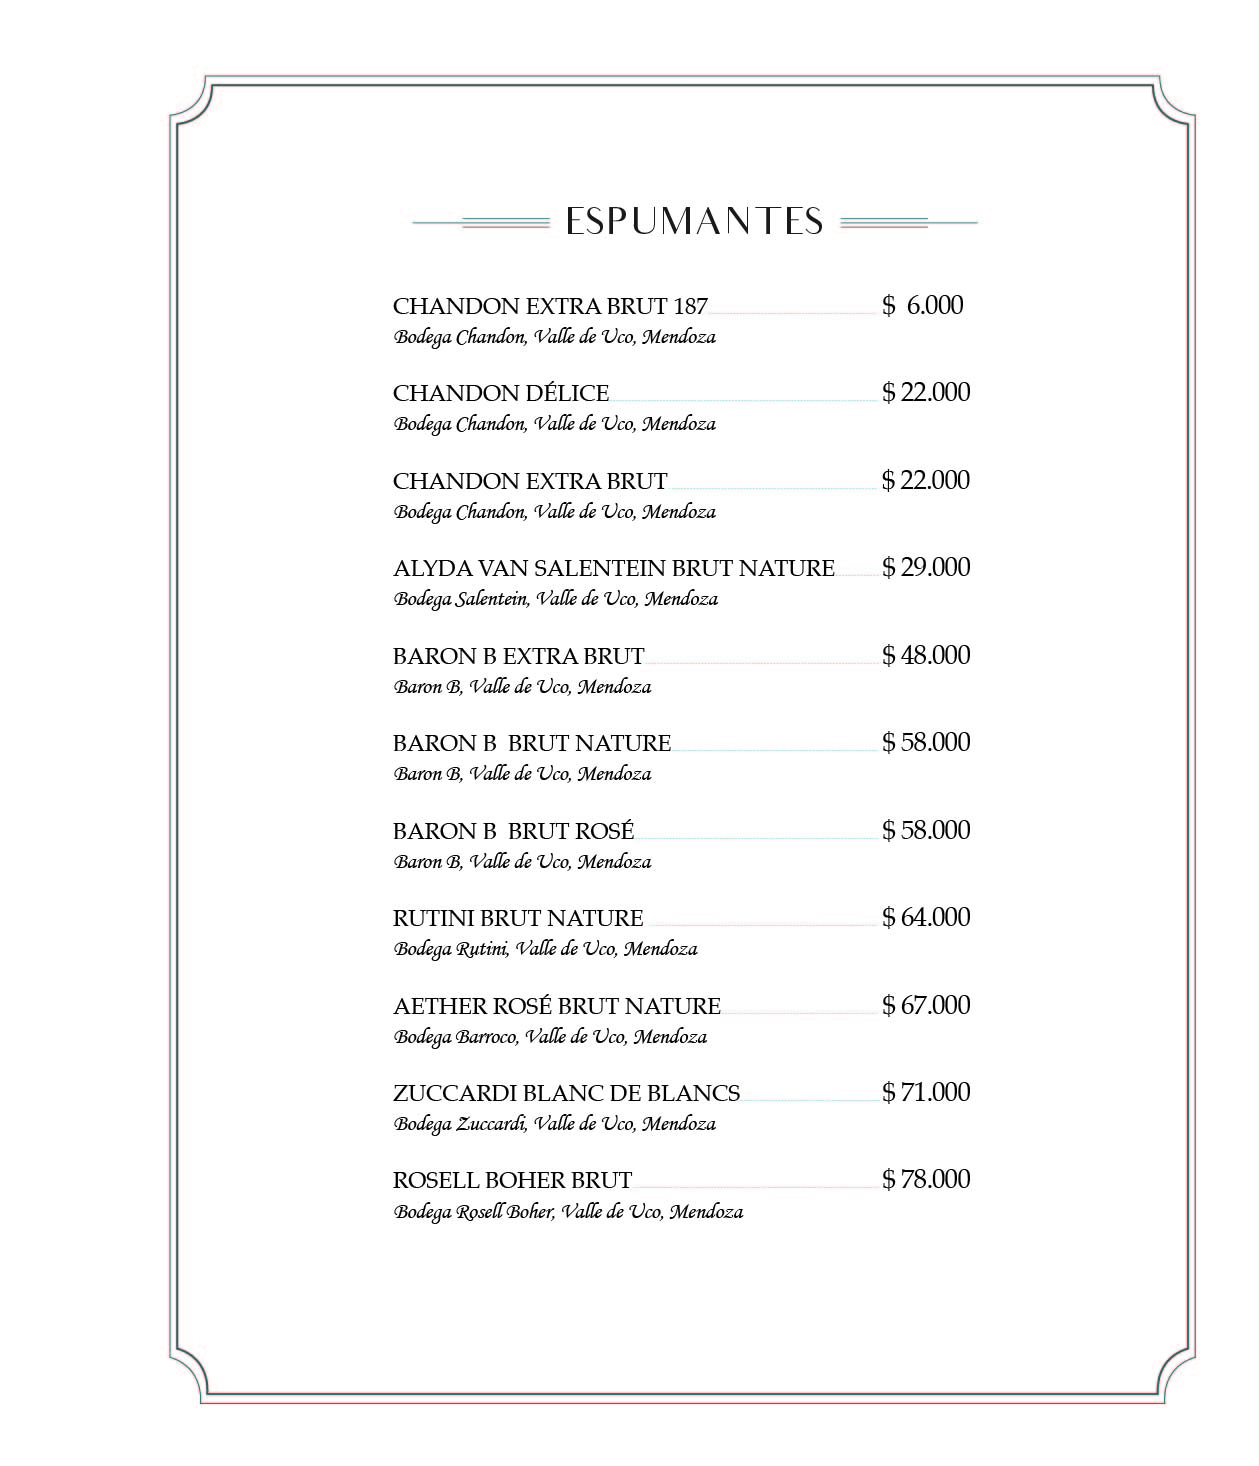 ESPUMANTES
CHANDON EXTRA BRUT 187 $ 6.000
Bodega Chandon, Valle de Uco, Mendoza
CHANDON DÉLICE $ 22.000
Bodega Chandon, Valle de Uco, Mendoza
CHANDON EXTRA BRUT $ 22.000
Bodega Chandon, Valle de Uco, Mendoza
ALYDA VAN SALENTEIN BRUT NATURE $ 29.000
Bodega Salentein, Valle de Uco, Mendoza
BARON B EXTRA BRUT $ 48.000
Baron B, Valle de Uco, Mendoza
BARON B BRUT NATURE $ 58.000
Baron B, Valle de Uco, Mendoza
BARON B BRUT ROSÉ $ 58.000
Baron B, Valle de Uco, Mendoza
RUTINI BRUT NATURE $ 64.000
Bodega Rutini, Valle de Uco, Mendoza
AETHER ROSÉ BRUT NATURE $ 67.000
Bodega Barroco, Valle de Uco, Mendoza
ZUCCARDI BLANC DE BLANCS $ 71.000
Bodega Zuccardi, Valle de Uco, Mendoza
ROSELL BOHER BRUT $ 78.000
Bodega Rosell Boher, Valle de Uco, Mendoza